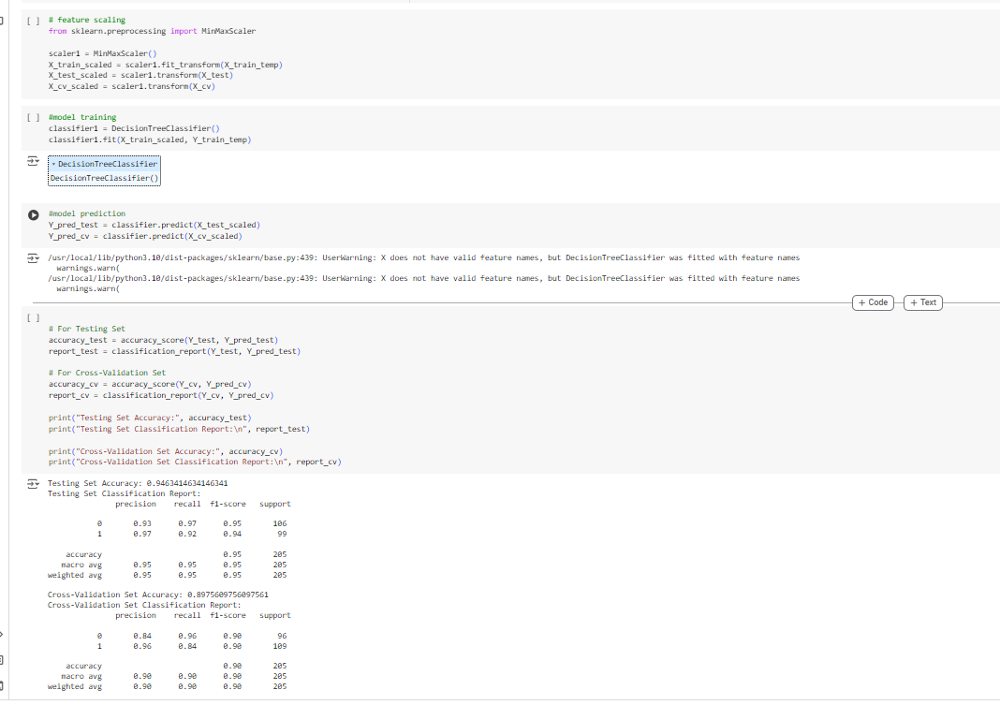 [ ] # feature scaling
from sklearn.preprocessing import MinMaxScaler
scaler1 = MinMaxScaler()
X_train_scaled = scaler1.fit_transform(X_train_temp)
X_test_scaled = scaler1.transform(X_test)
X_cv_scaled = scaler1.transform(X_cv)
[ ] #model training
classifier1 = DecisionTreeClassifier()
classifier1.fit(X_train_scaled, Y_train_temp)
DecisionTreeClassifier
DecisionTreeClassifier()
#model prediction
Y_pred_test = classifier.predict(X_test_scaled)
Y_pred_cv = classifier.predict(X_cv_scaled)
/usr/local/lib/python3.10/dist-packages/sklearn/base.py:439: UserWarning: X does not have valid feature names, but DecisionTreeClassifier was fitted with feature names
warnings.warn(
/usr/local/lib/python3.10/dist-packages/sklearn/base.py:439: UserWarning: X does not have valid feature names, but DecisionTreeClassifier was fitted with feature names
warnings.warn(
+ Code + Text
[ ]
# For Testing Set
accuracy_test = accuracy_score(Y_test, Y_pred_test)
report_test = classification_report(Y_test, Y_pred_test)
# For Cross-Validation Set
accuracy_cv = accuracy_score(Y_cv, Y_pred_cv)
report_cv = classification_report(Y_cv, Y_pred_cv)
print("Testing Set Accuracy:", accuracy_test)
print("Testing Set Classification Report:\n", report_test)
print("Cross-Validation Set Accuracy:", accuracy_cv)
print("Cross-Validation Set Classification Report:\n", report_cv)
Testing Set Accuracy: 0.9463414634146341
Testing Set Classification Report:
precision recall f1-score support
0 0.93 0.97 0.95 106
1 0.97 0.92 0.94 99
accuracy 0.95 205
macro avg 0.95 0.95 0.95 205
weighted avg 0.95 0.95 0.95 205
Cross-Validation Set Accuracy: 0.8975609756097561
Cross-Validation Set Classification Report:
precision recall f1-score support
0 0.84 0.96 0.90 96
1 0.96 0.84 0.90 109
accuracy 0.90 205
macro avg 0.90 0.90 0.90 205
weighted avg 0.90 0.90 0.90 205